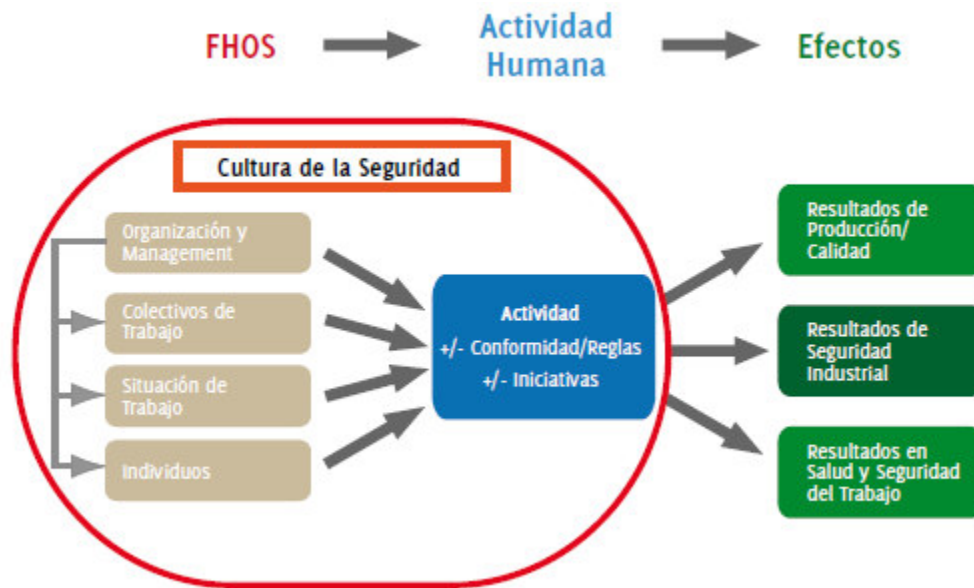 FHOS
Actividad
Humana
Efectos
Cultura de la Seguridad
Organización y
Management
Colectivos de
Trabajo
Situación de
Trabajo
Individuos
Actividad
+/- Conformidad/Reglas
+/- Iniciativas
Resultados de
Producción/
Calidad
Resultados de
Seguridad
Industrial
Resultados en
Salud y Seguridad
del Trabajo